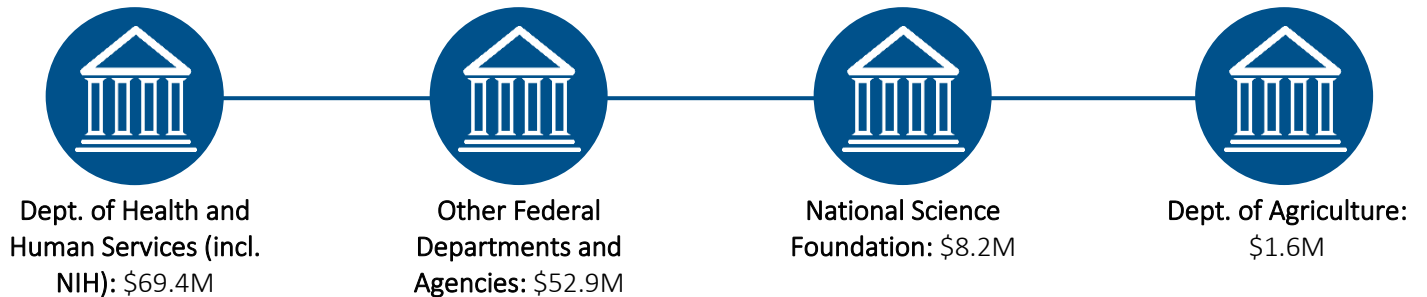 Dept. of Health and
Human Services (incl.
NIH): $69.4M
Other Federal
Departments and
Agencies: $52.9M
National Science
Foundation: $8.2M
Dept. of Agriculture:
$1.6M